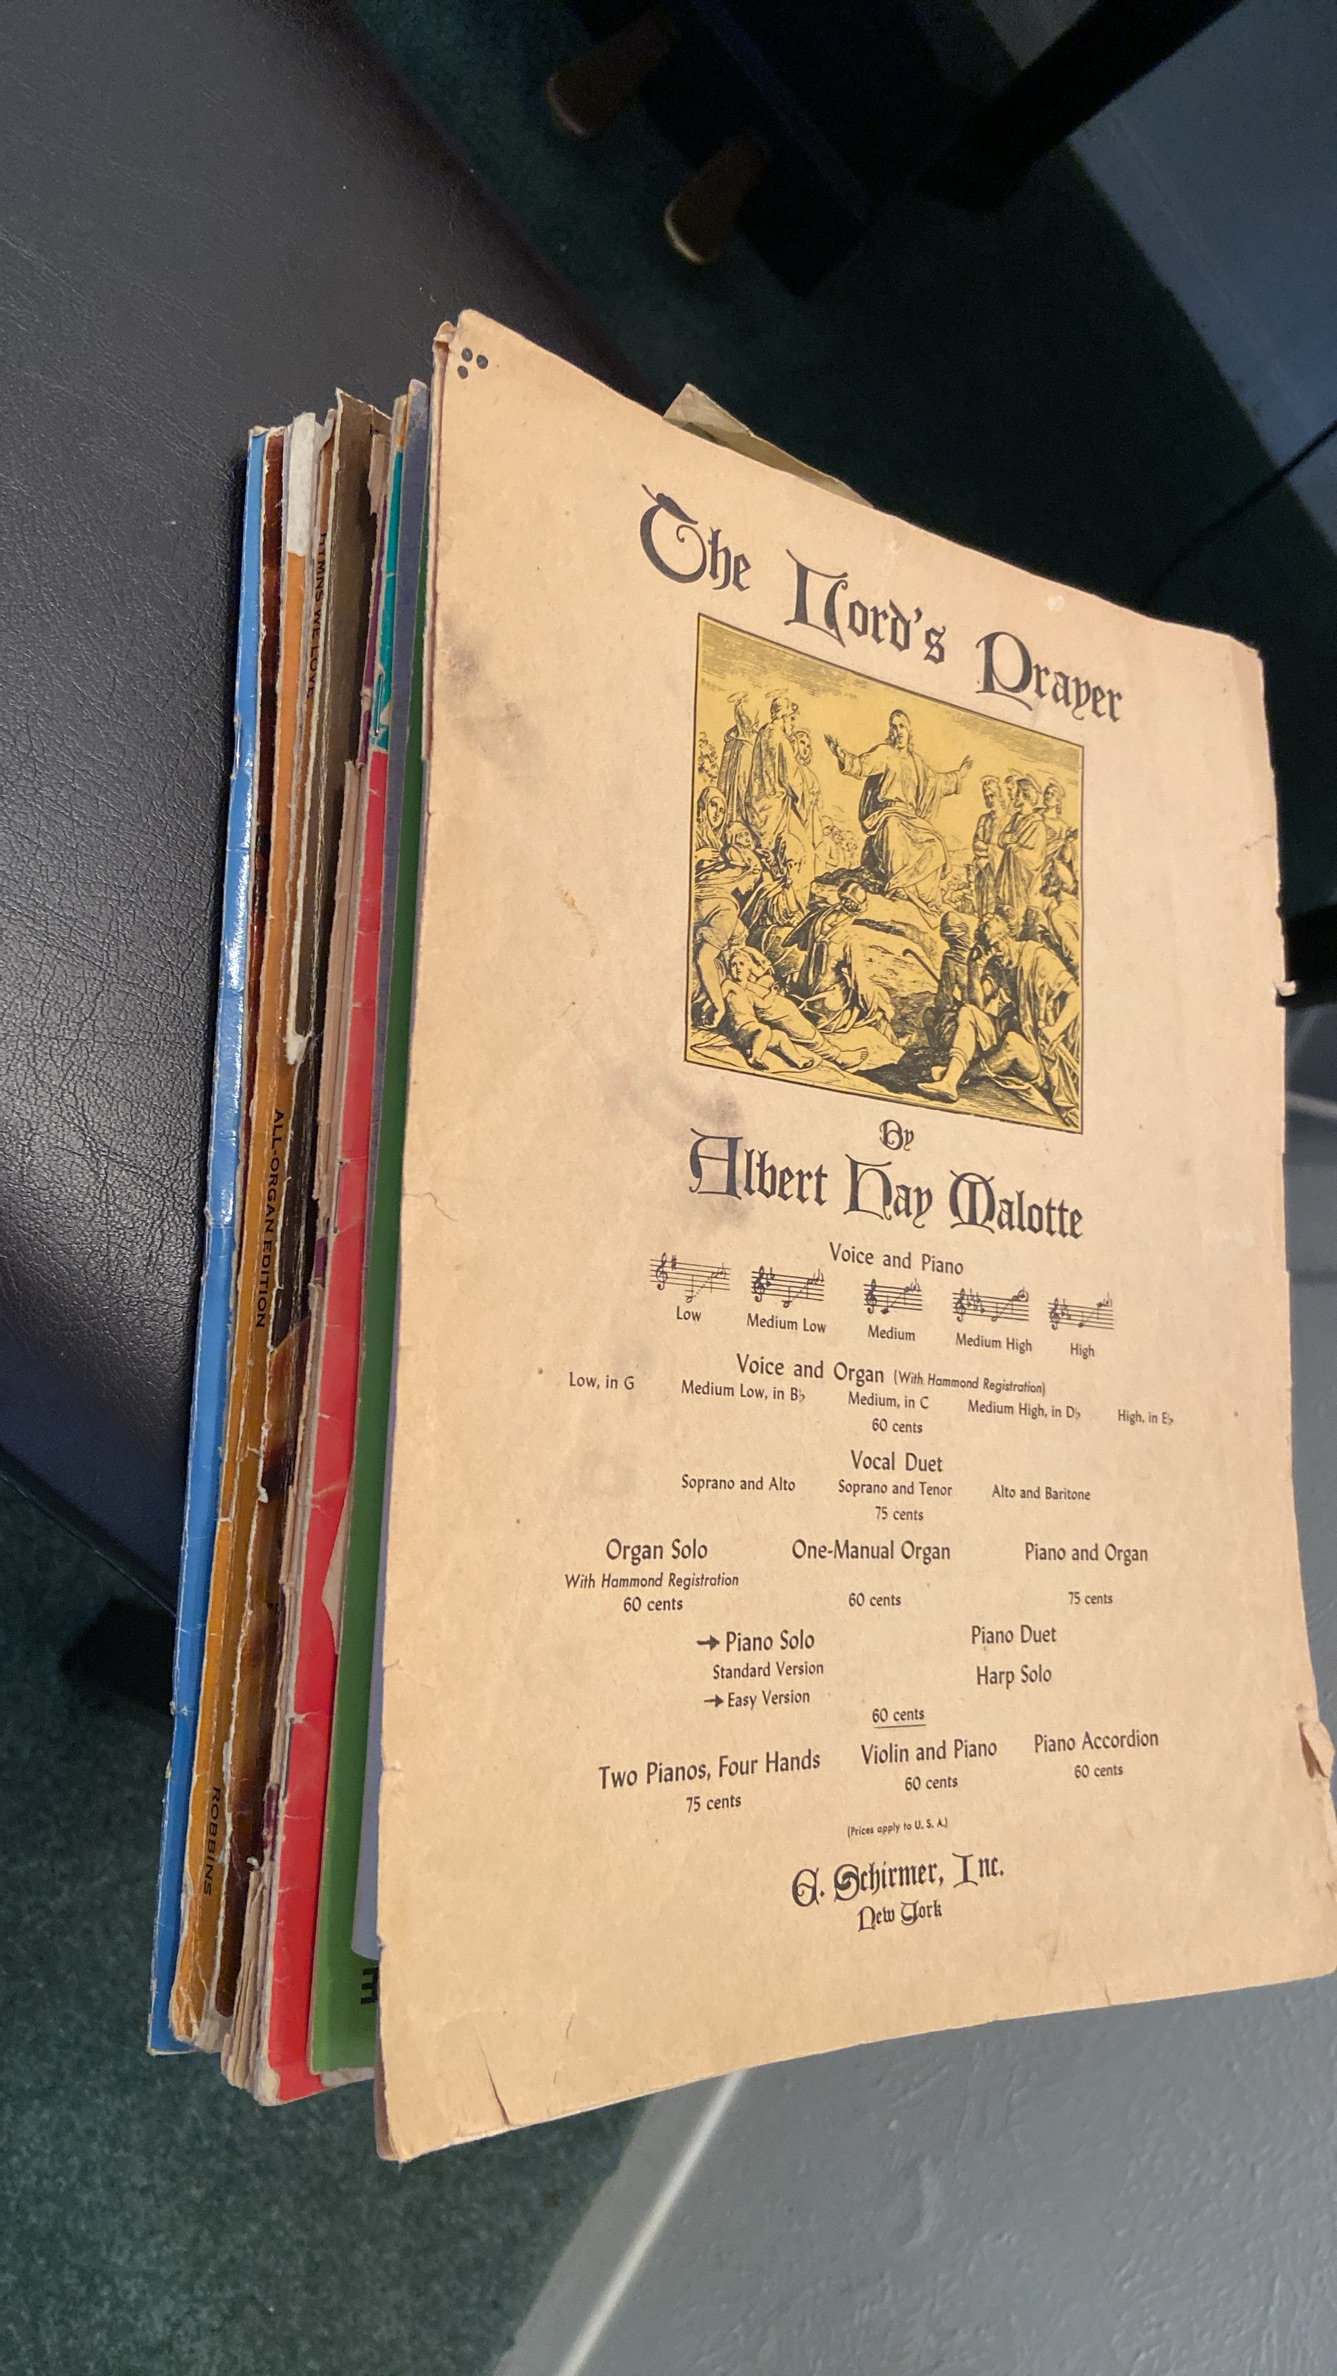 The Lord's Prayer
By
Albert Hay Malotte
Voice and Piano
Low
Medium Low
Medium
Medium High
High
Voice and Organ (With Hammond Registration)
Low, in G
Medium Low, in B♭
Medium, in C
Medium High, in D♭
High, in E♭
60 cents
Vocal Duet
Soprano and Alto
Soprano and Tenor
Alto and Baritone
75 cents
Organ Solo
With Hammond Registration
60 cents
One-Manual Organ
60 cents
Piano and Organ
75 cents
→ Piano Solo
Standard Version
→ Easy Version
Piano Duet
Harp Solo
60 cents
Two Pianos, Four Hands
75 cents
Violin and Piano
60 cents
Piano Accordion
60 cents
(Prices apply to U. S. A.)
G. Schirmer, Inc.
New York
HYMNS WE LOVE
ALL-ORGAN EDITION
ROBBINS